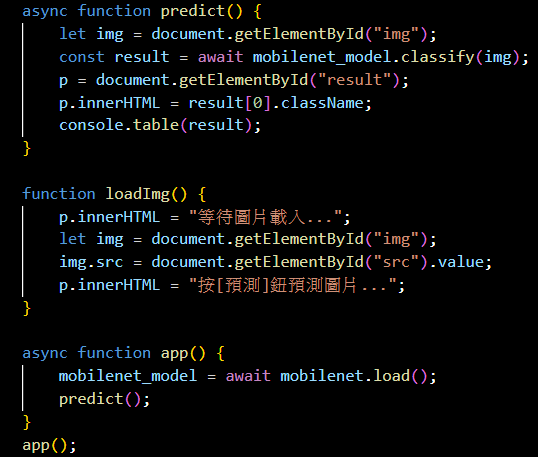 async function predict() {
    let img = document.getElementById("img");
    const result = await mobilenet_model.classify(img);
    p = document.getElementById("result");
    p.innerHTML = result[0].className;
    console.table(result);
}

function loadImg() {
    p.innerHTML = "等待圖片載入...";
    let img = document.getElementById("img");
    img.src = document.getElementById("src").value;
    p.innerHTML = "按[預測]鈕預測圖片...";
}

async function app() {
    mobilenet_model = await mobilenet.load();
    predict();
}
app();